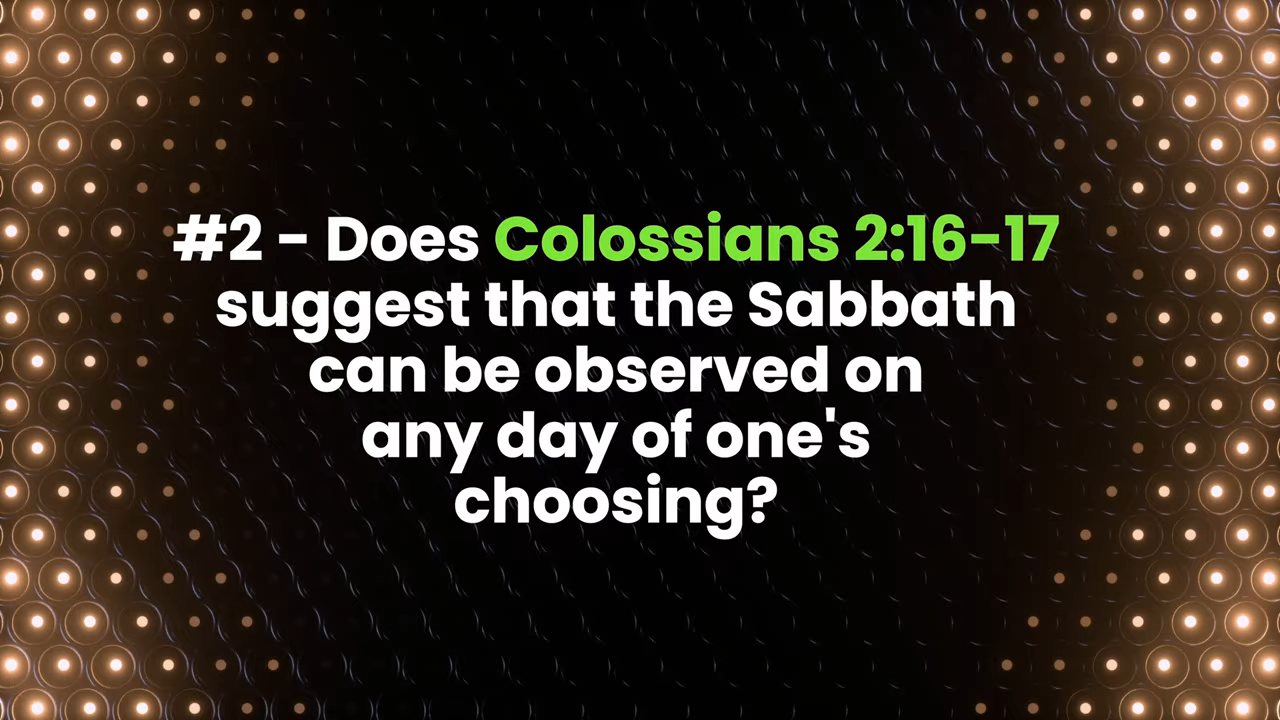 #2 - Does Colossians 2:16-17
suggest that the Sabbath
can be observed on
any day of one's
choosing?